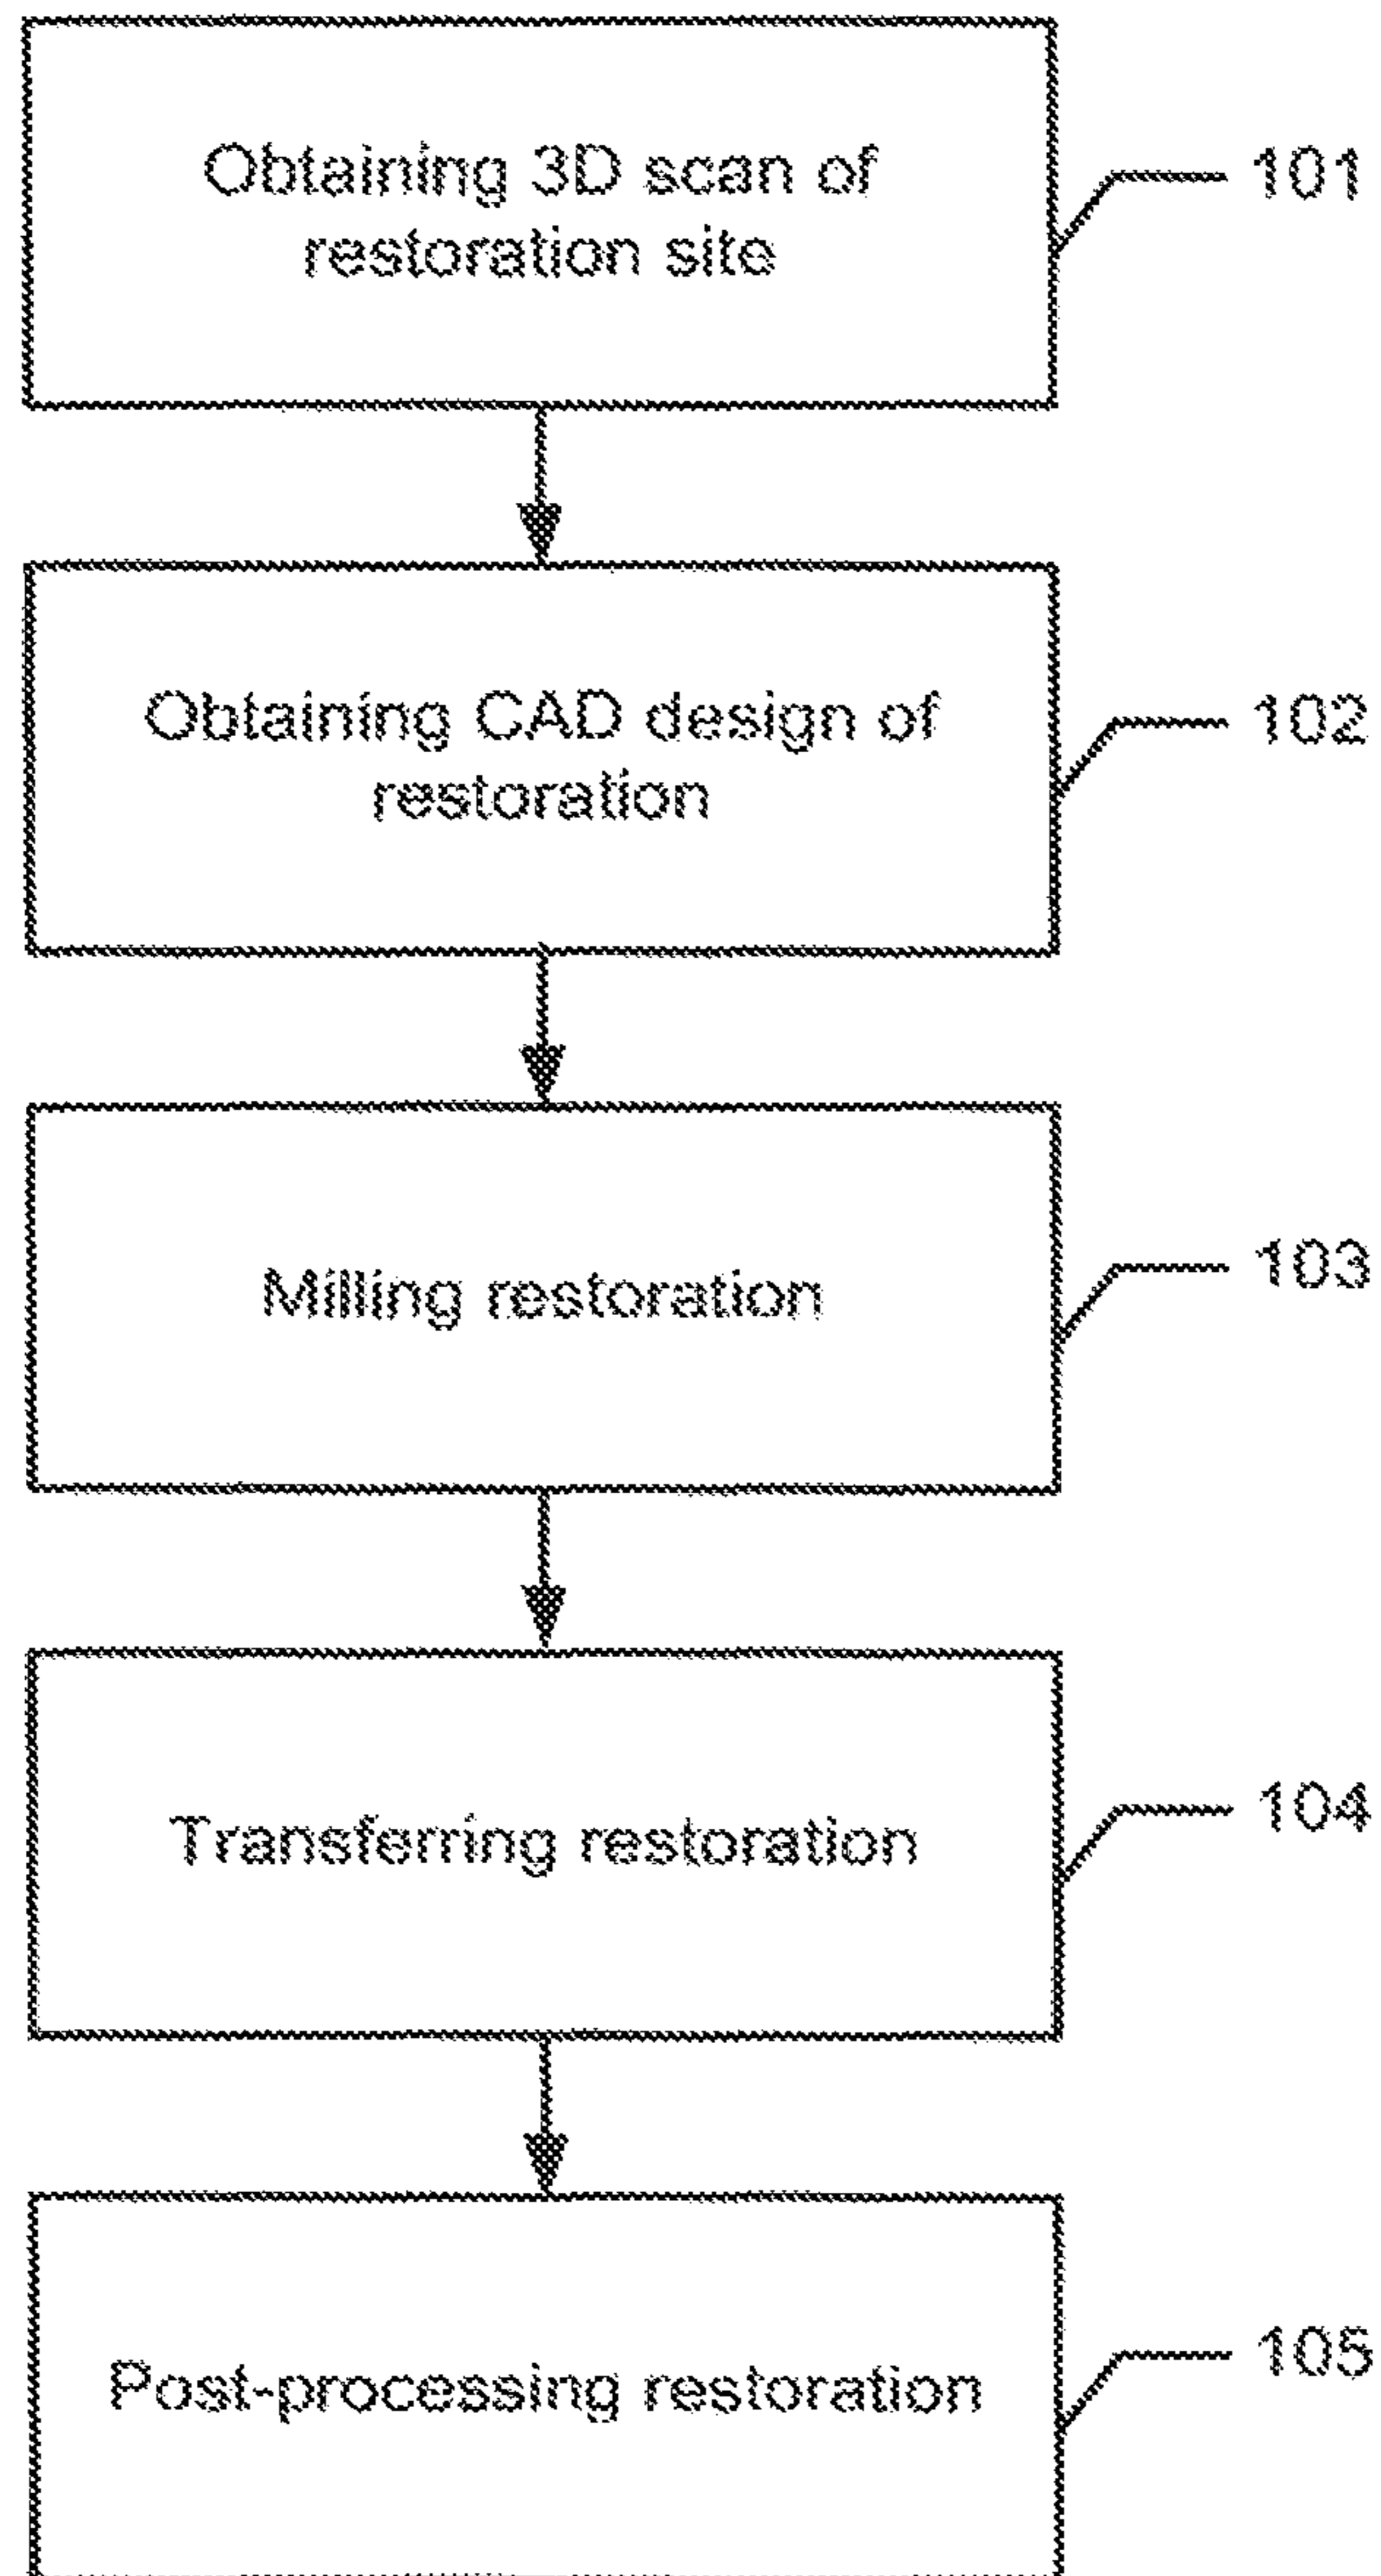 Obtaining 3D scan of
restoration site
101
Obtaining CAD design of
restoration
102
Milling restoration
103
Transferring restoration
104
Post-processing restoration
105